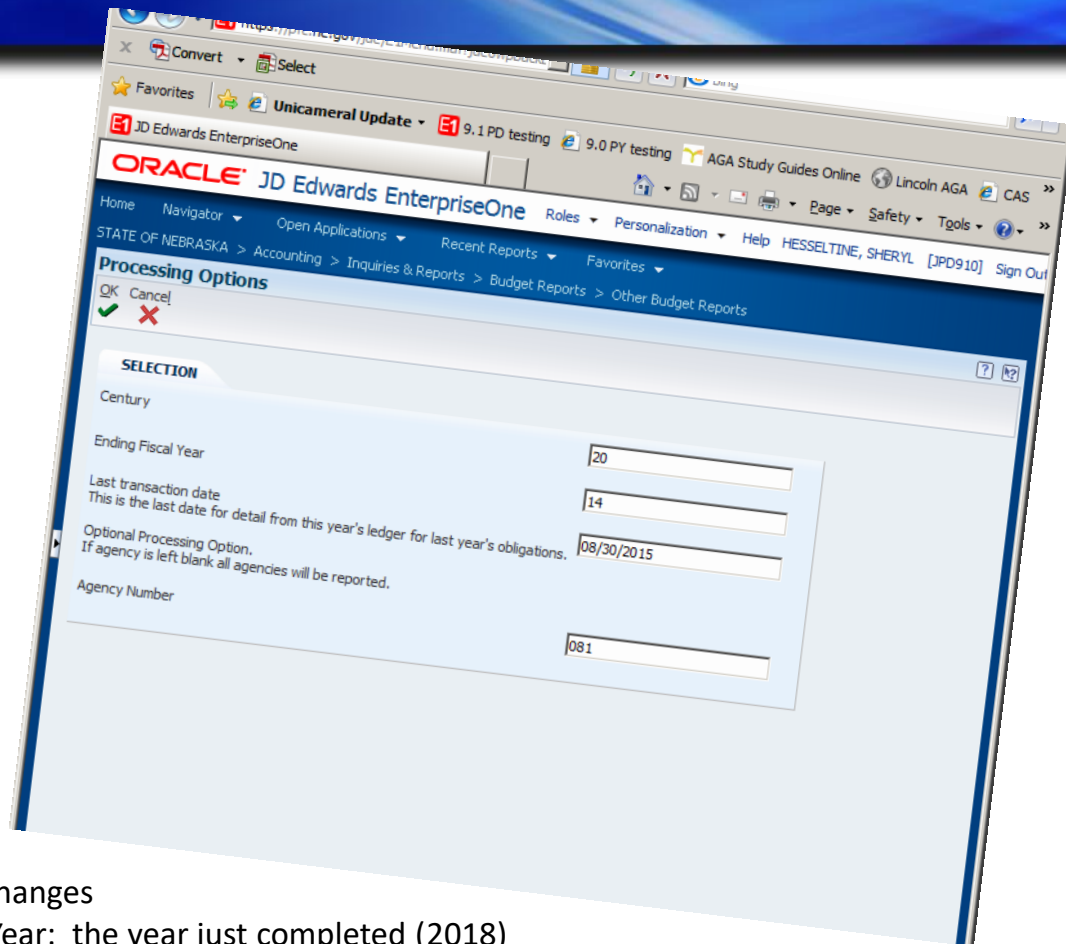 Convert Select
Favorites Unicameral Update 9.1 PD testing 9.0 PY testing AGA Study Guides Online Lincoln AGA CAS »
JD Edwards EnterpriseOne
Page Safety Tools »
ORACLE JD Edwards EnterpriseOne Roles Personalization Help HESSELTINE, SHERYL [JPD910] Sign Out
Home Navigator Open Applications Recent Reports Favorites
STATE OF NEBRASKA > Accounting > Inquiries & Reports > Budget Reports > Other Budget Reports
Processing Options
OK Cancel
SELECTION
Century
20
Ending Fiscal Year
14
Last transaction date
This is the last date for detail from this year's ledger for last year's obligations.
08/30/2015
Optional Processing Option.
If agency is left blank all agencies will be reported.
Agency Number
081
hanges
Year: the year just completed (2018)